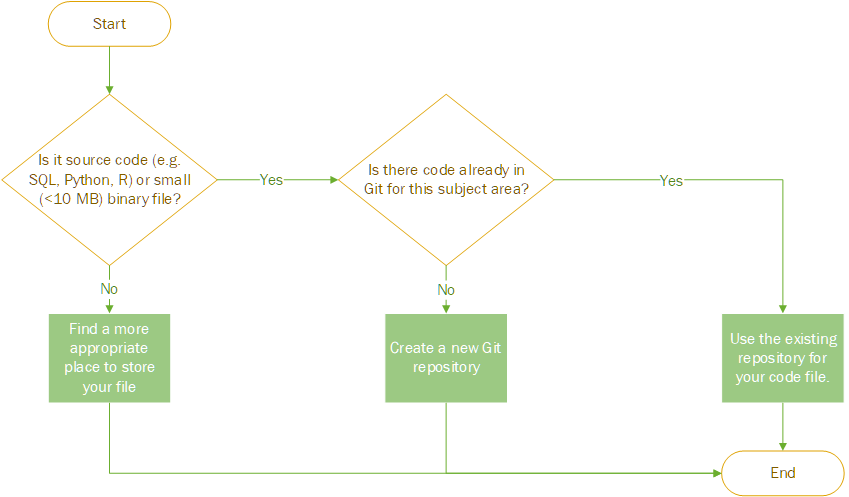 Start
Is it source code (e.g.
SQL, Python, R) or small
(<10 MB) binary file?
Yes
Is there code already in
Git for this subject area?
Yes
No
No
Find a more
appropriate
place to store
your file
Create a new Git
repository
Use the existing
repository for
your code file.
End